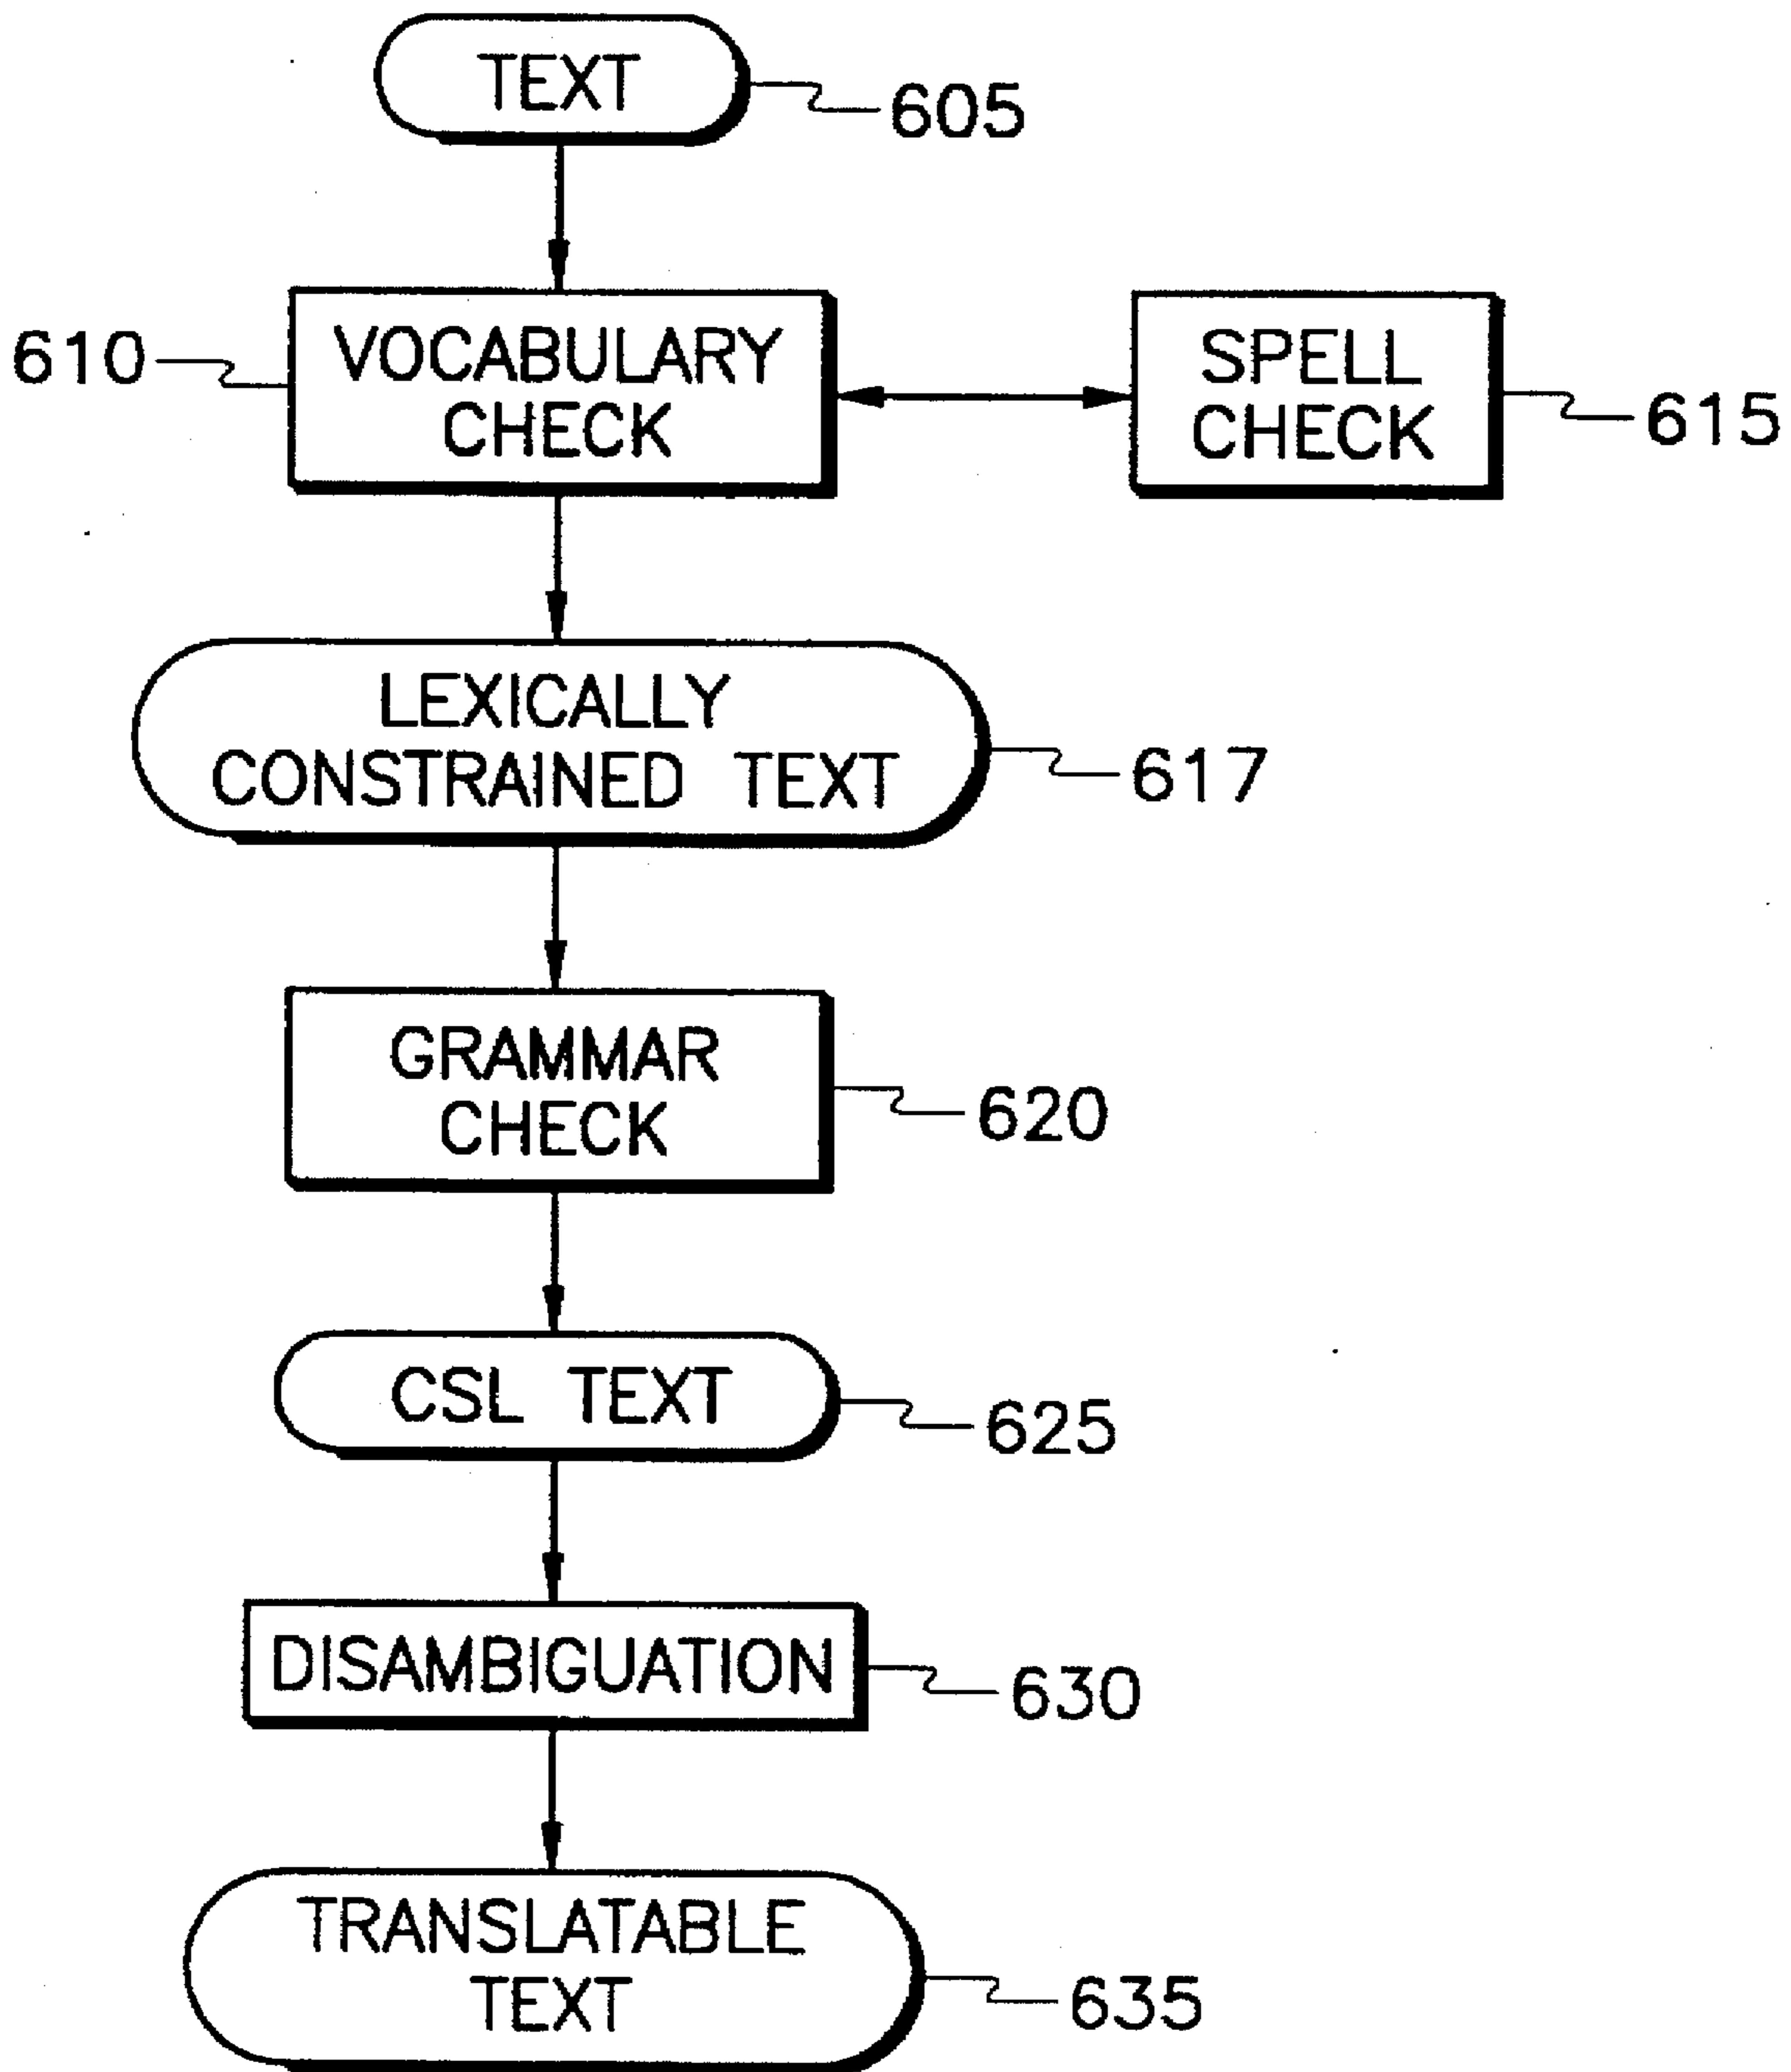 TEXT
605
610
VOCABULARY
CHECK
SPELL
CHECK
615
LEXICALLY
CONSTRAINED TEXT
617
GRAMMAR
CHECK
620
CSL TEXT
625
DISAMBIGUATION
630
TRANSLATABLE
TEXT
635